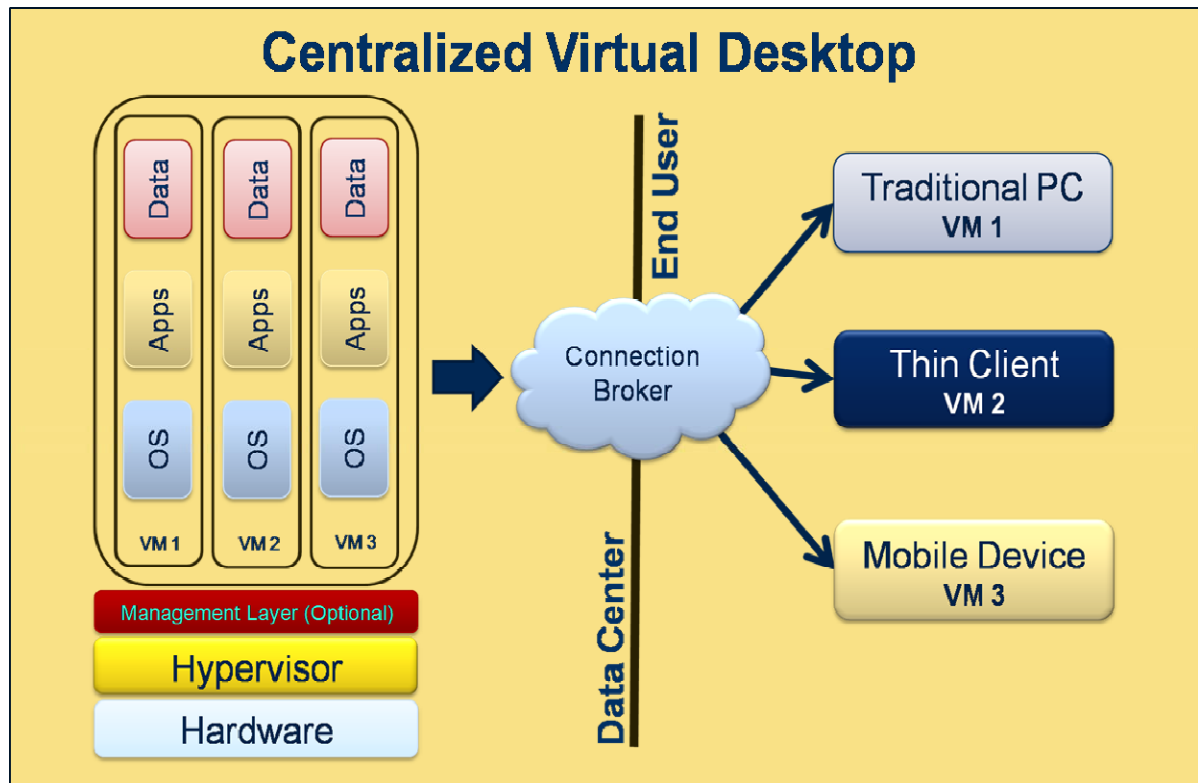 Centralized Virtual Desktop
Data
Data
Data
Apps
Apps
Apps
OS
OS
OS
VM 1
VM 2
VM 3
Management Layer (Optional)
Hypervisor
Hardware
End User
Connection
Broker
Data Center
Traditional PC
VM 1
Thin Client
VM 2
Mobile Device
VM 3